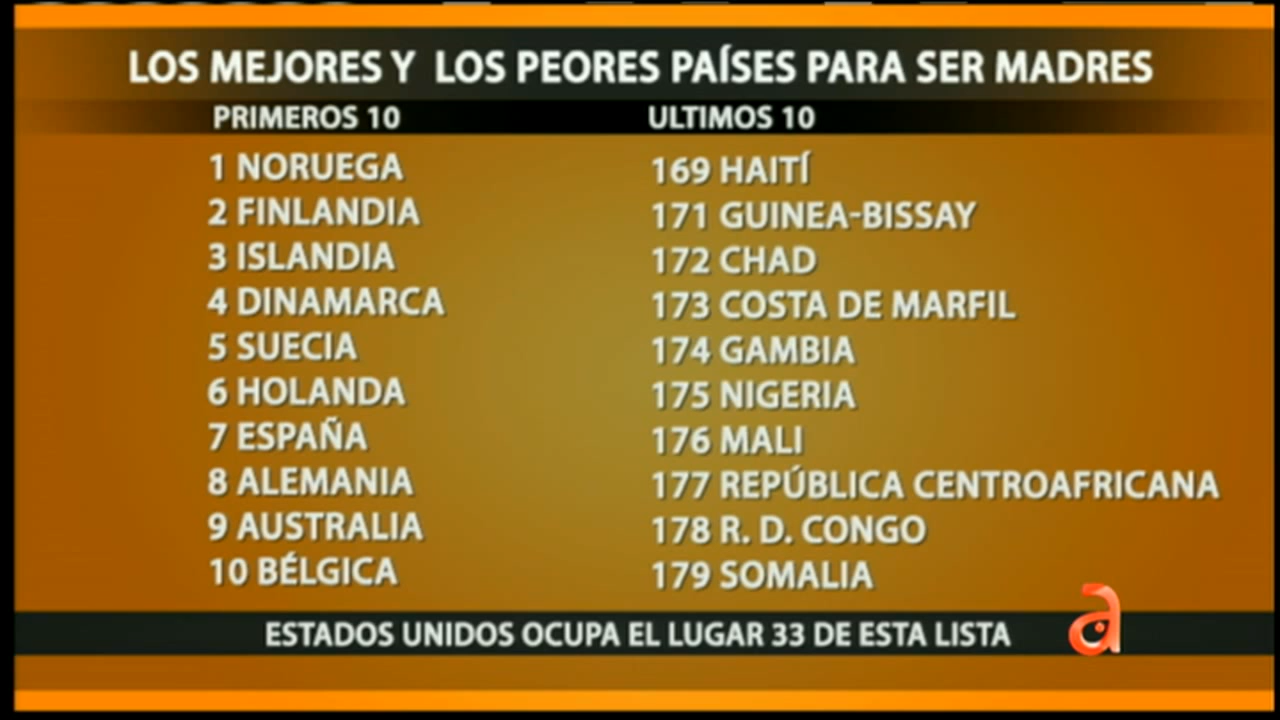 LOS MEJORES Y LOS PEORES PAÍSES PARA SER MADRES
PRIMEROS 10
1 NORUEGA
2 FINLANDIA
3 ISLANDIA
4 DINAMARCA
5 SUECIA
6 HOLANDA
7 ESPAÑA
8 ALEMANIA
9 AUSTRALIA
10 BÉLGICA
ULTIMOS 10
169 HAITÍ
171 GUINEA-BISSAY
172 CHAD
173 COSTA DE MARFIL
174 GAMBIA
175 NIGERIA
176 MALI
177 REPÚBLICA CENTROAFRICANA
178 R. D. CONGO
179 SOMALIA
ESTADOS UNIDOS OCUPA EL LUGAR 33 DE ESTA LISTA
a